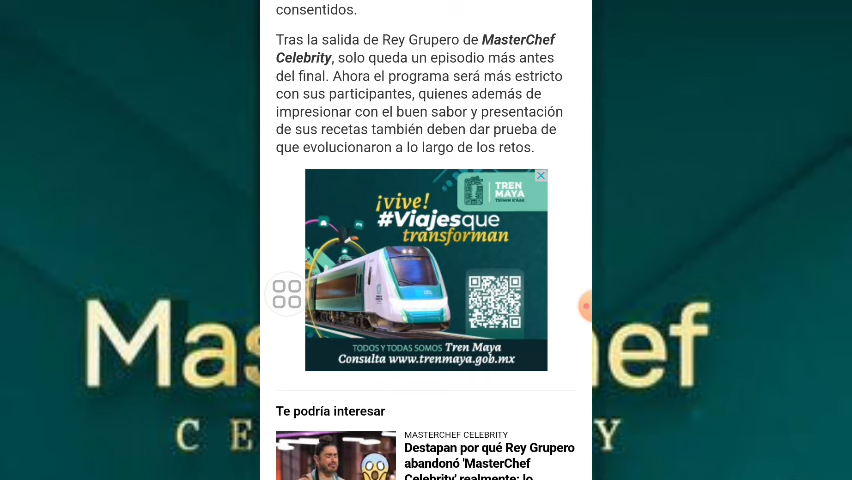 consentidos.
Tras la salida de Rey Grupero de MasterChef
Celebrity, solo queda un episodio más antes
del final. Ahora el programa será más estricto
con sus participantes, quienes además de
impresionar con el buen sabor y presentación
de sus recetas también deben dar prueba de
que evolucionaron a lo largo de los retos.
TREN
MAYA
¡vive!
#Viajesque
transforman
TODOS Y TODAS SOMOS Tren Maya
Consulta www.trenmaya.gob.mx
Mas
ef
CE
Y
Te podría interesar
MASTERCHEF CELEBRITY
Destapan por qué Rey Grupero
abandonó 'MasterChef
Celebrity' realmente: lo